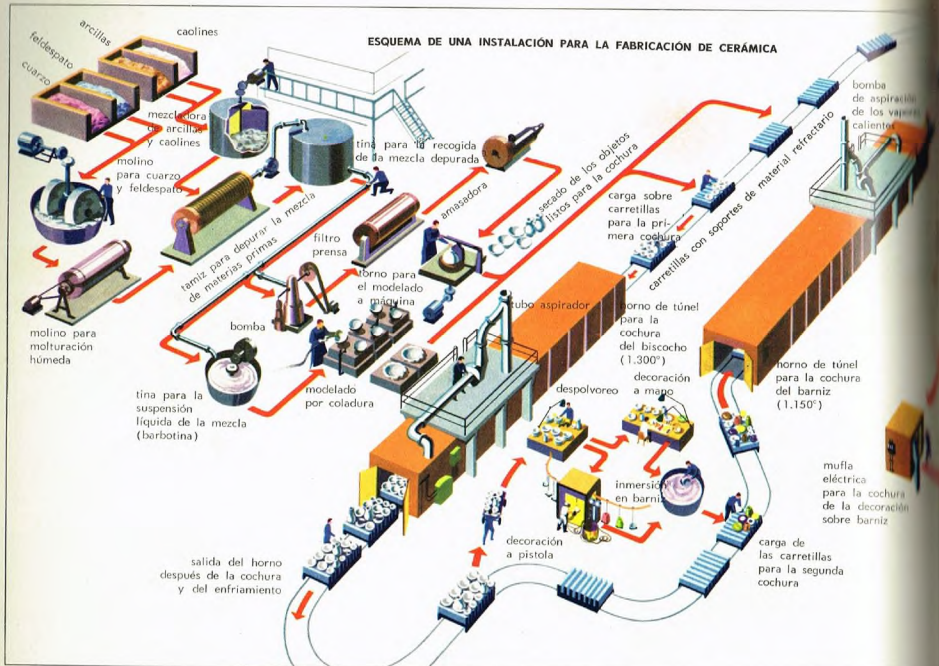 ESQUEMA DE UNA INSTALACIÓN PARA LA FABRICACIÓN DE CERÁMICA
caolines
arcillas
feldespato
cuarzo
mezcladora
de arcillas
y caolines
molino
para cuarzo
y feldespato
tina para la recogida
de la mezcla depurada
tamiz para depurar la mezcla
de materias primas
molino para
molturación
húmeda
filtro
prensa
amasadora
secado de los objetos
listos para la cochura
bomba
torno para
el modelado
a máquina
tina para la
suspensión
líquida de la mezcla
(barbotina)
modelado
por coladura
carga sobre
carretillas
para la pri-
mera cochura
carretillas con soportes de material refractario
bomba
de aspiración
de los vapores
calientes
tubo aspirador
horno de túnel
para la
cochura
del biscocho
(1.300°)
horno de túnel
para la cochura
del barniz
(1.150°)
despolvoreo
decoración
a mano
inmersión
en barniz
decoración
a pistola
salida del horno
después de la cochura
y del enfriamiento
carga de
las carretillas
para la segunda
cochura
mufla
eléctrica
para la cochura
de la decoración
sobre barniz